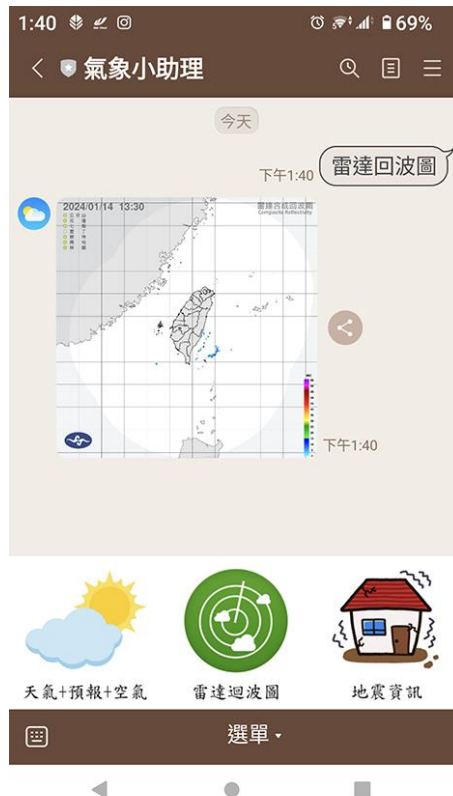 1:40
69%
氣象小助理
今天
雷達回波圖
下午1:40
2024/01/14 13:30
雷達合成回波圖
Composite Reflectivity
下午1:40
天氣+預報+空氣
雷達迴波圖
地震資訊
選單